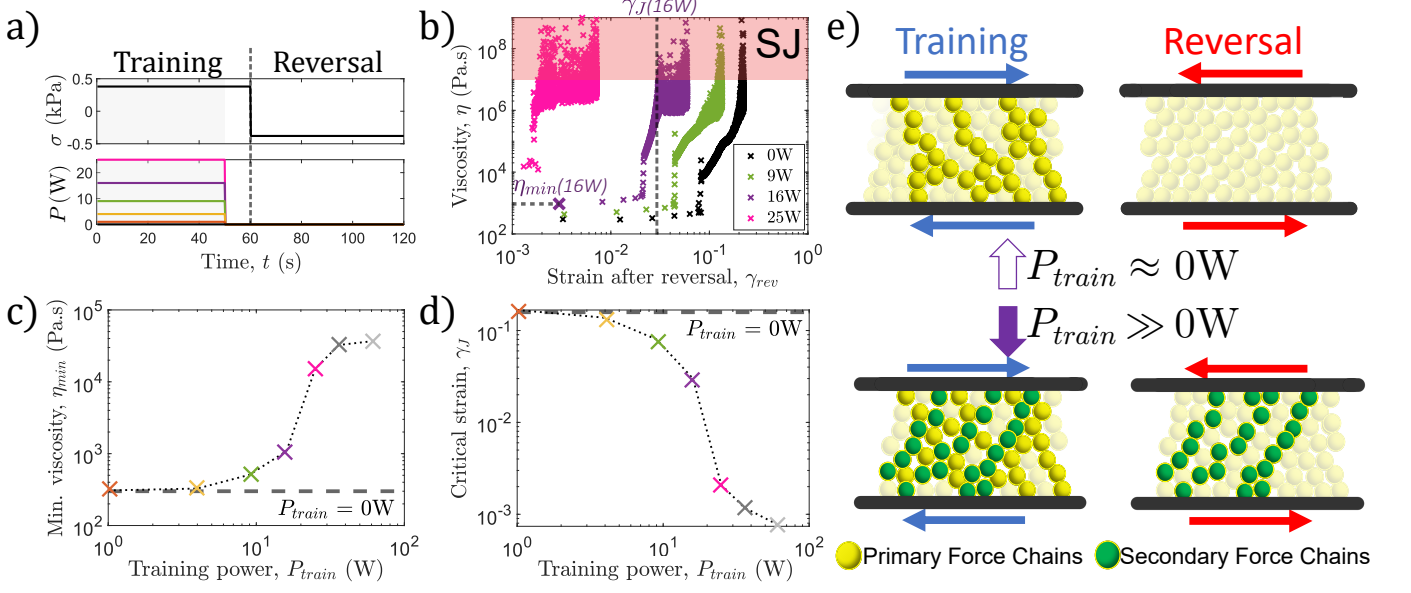 a)
Training
Reversal
σ (kPa)
0.5
0
-0.5
P (W)
20
0
0 20 40 60 80 100 120
Time, t (s)
b)
γJ(16W)
SJ
Viscosity, η (Pa.s)
10^8
10^6
10^4
10^2
ηmin(16W)
0W
9W
16W
25W
10^-3 10^-2 10^-1 10^0
Strain after reversal, γrev
c)
Min. viscosity, ηmin (Pa.s)
10^5
10^4
10^3
10^2
Ptrain = 0W
10^0 10^1 10^2
Training power, Ptrain (W)
d)
Critical strain, γJ
10^-1
10^-2
10^-3
Ptrain = 0W
10^0 10^1 10^2
Training power, Ptrain (W)
e)
Training
Reversal
Ptrain ≈ 0W
Ptrain ≫ 0W
Primary Force Chains
Secondary Force Chains